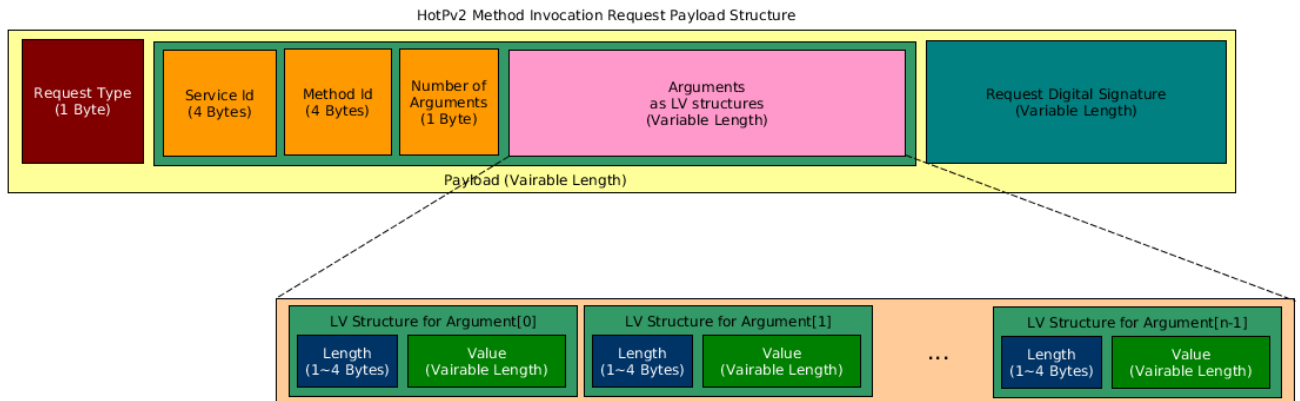 HotPv2 Method Invocation Request Payload Structure
Request Type
(1 Byte)
Service Id
(4 Bytes)
Method Id
(4 Bytes)
Number of
Arguments
(1 Byte)
Arguments
as LV structures
(Variable Length)
Request Digital Signature
(Variable Length)
Payload (Vairable Length)
LV Structure for Argument[0]
Length
(1~4 Bytes)
Value
(Vairable Length)
LV Structure for Argument[1]
Length
(1~4 Bytes)
Value
(Vairable Length)
...
LV Structure for Argument[n-1]
Length
(1~4 Bytes)
Value
(Vairable Length)